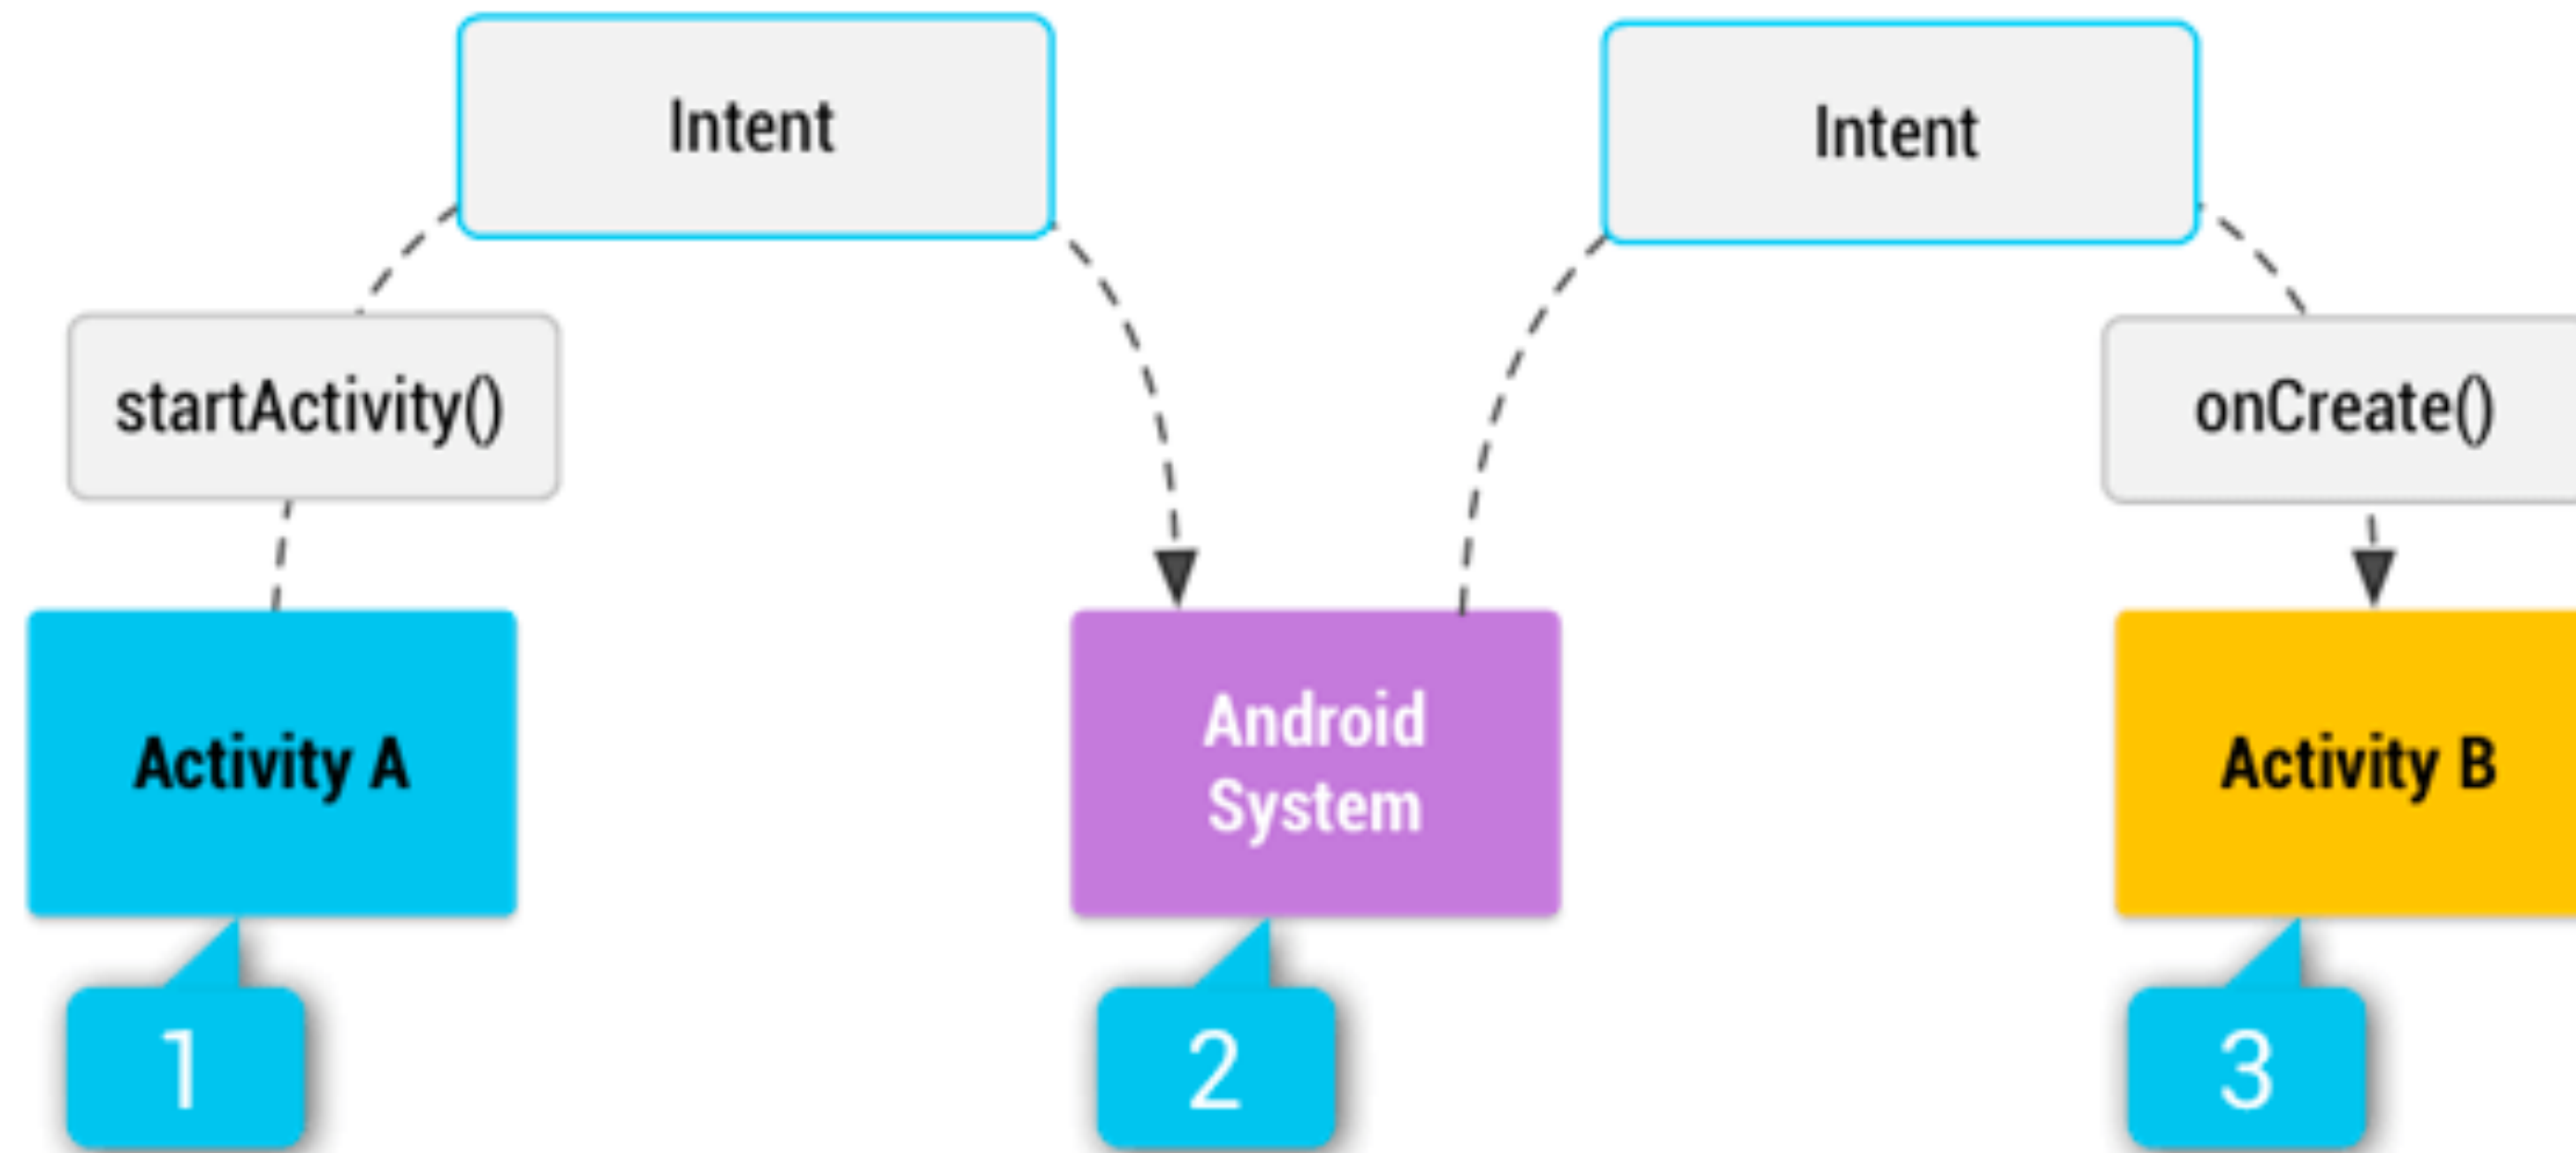 Intent
Intent
startActivity()
onCreate()
Activity A
Android
System
Activity B
1
2
3